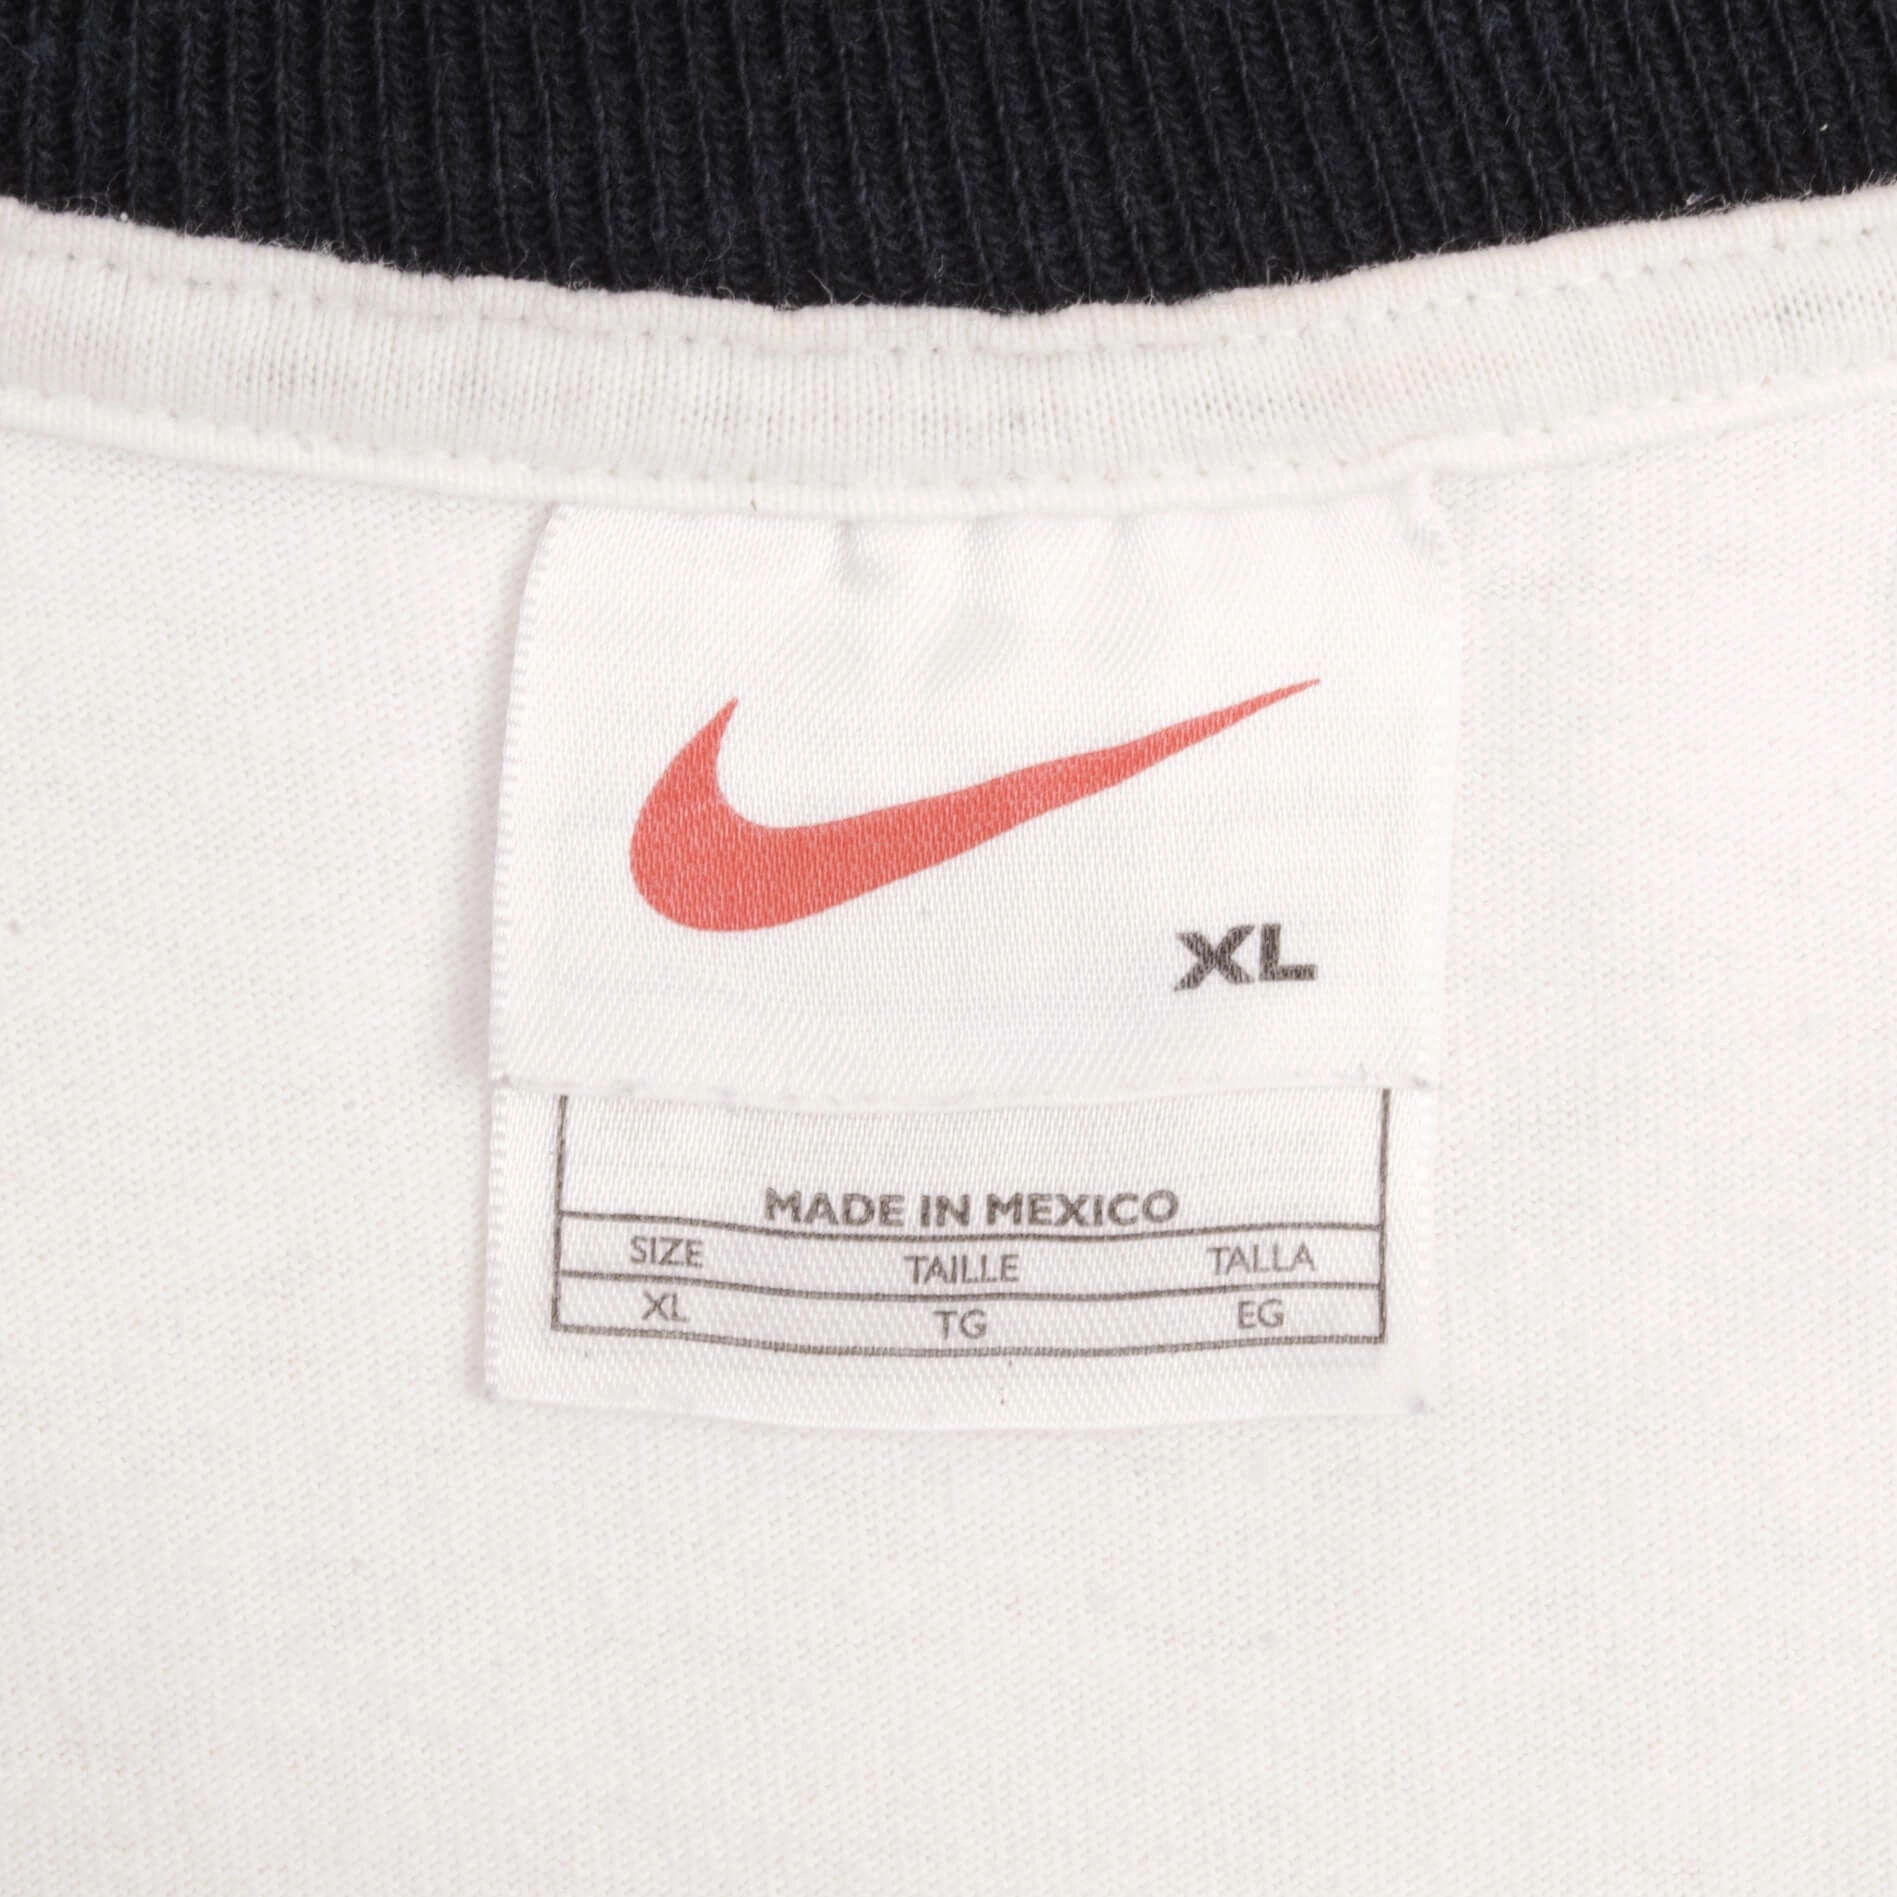 XL
MADE IN MEXICO
SIZE TAILLE TALLA
XL TG EG